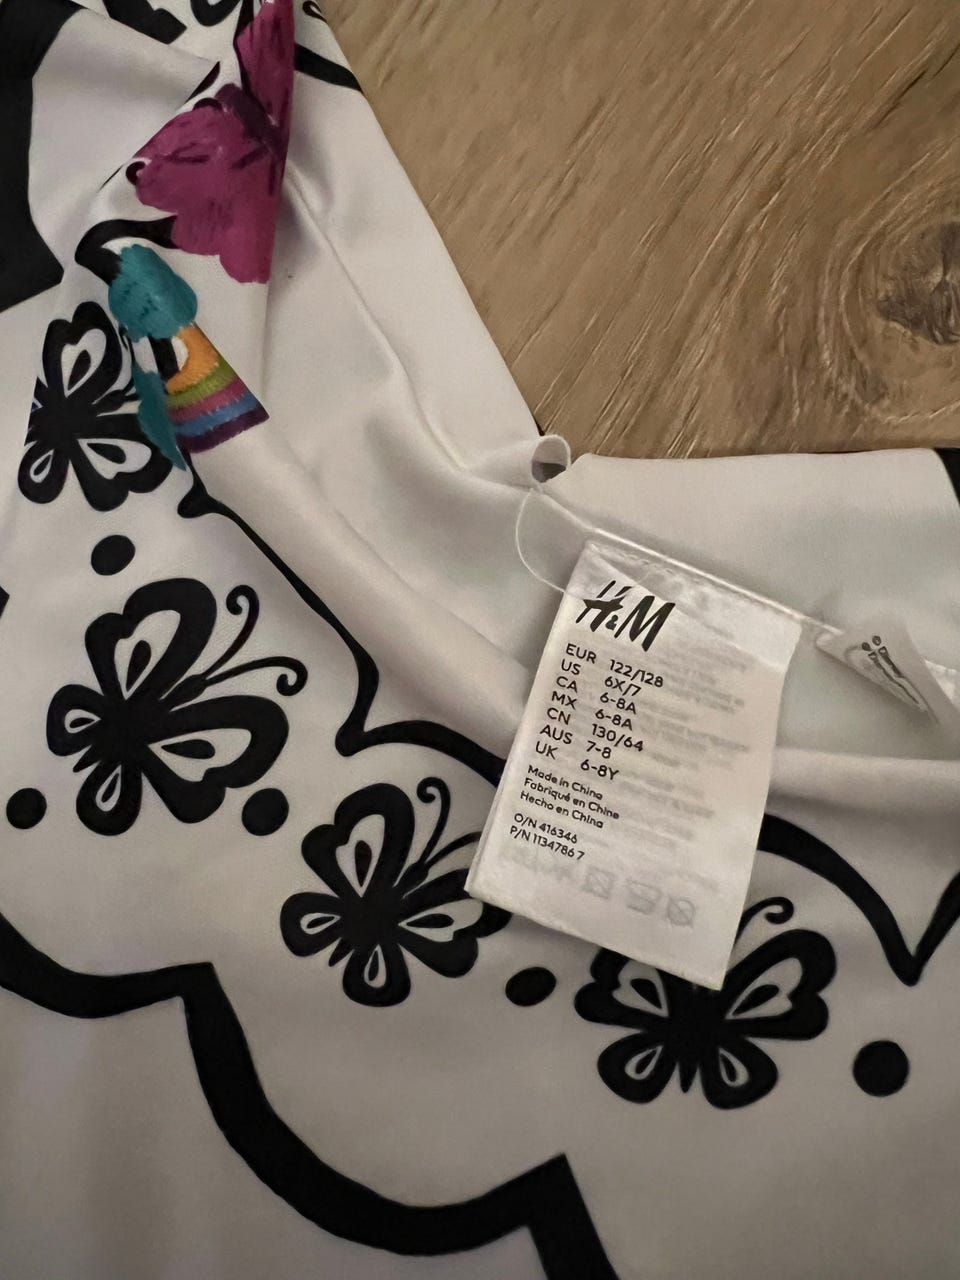 H&M
EUR 122/128
US 6X/7
CA 6-8A
MX 6-8A
CN 130/64
AUS 7-8
UK 6-8Y
Made in China
Fabriqué en Chine
Hecho en China
O/N 416346
P/N 11347867